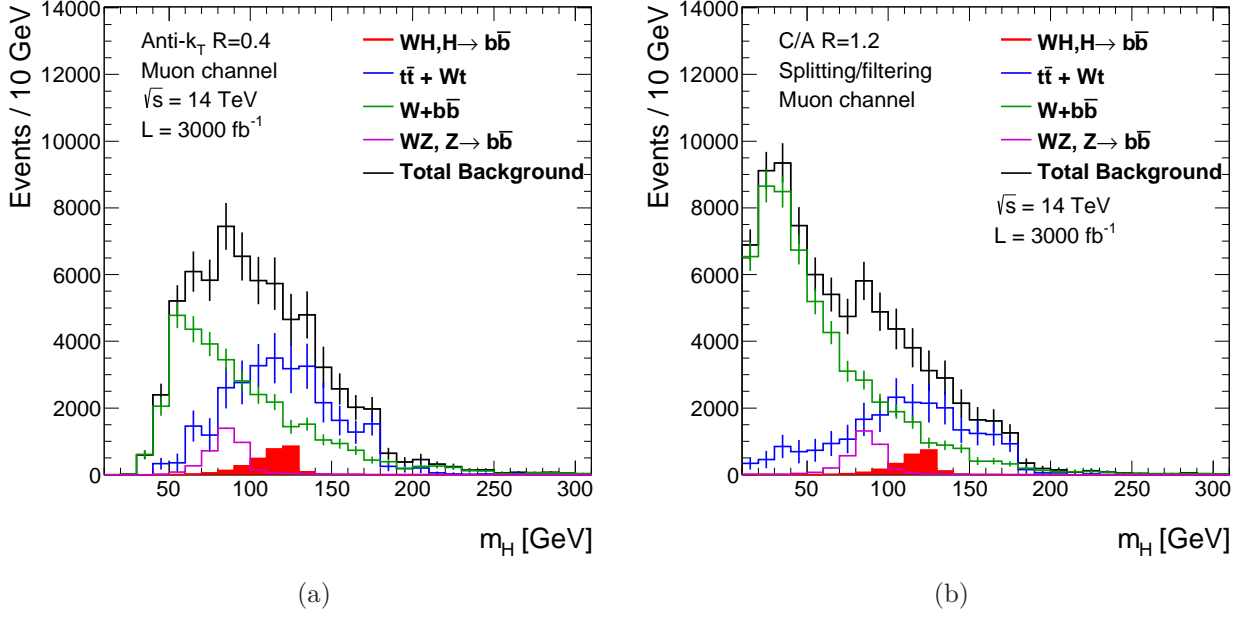 Events / 10 GeV
14000
12000
10000
8000
6000
4000
2000
0
Anti-k_T R=0.4
Muon channel
√s = 14 TeV
L = 3000 fb⁻¹
WH,H→ bb̅
tt̅ + Wt
W+bb̅
WZ, Z→ bb̅
Total Background
50 100 150 200 250 300
m_H [GeV]
(a)
Events / 10 GeV
14000
12000
10000
8000
6000
4000
2000
0
C/A R=1.2
Splitting/filtering
Muon channel
WH,H→ bb̅
tt̅ + Wt
W+bb̅
WZ, Z→ bb̅
Total Background
√s = 14 TeV
L = 3000 fb⁻¹
50 100 150 200 250 300
m_H [GeV]
(b)